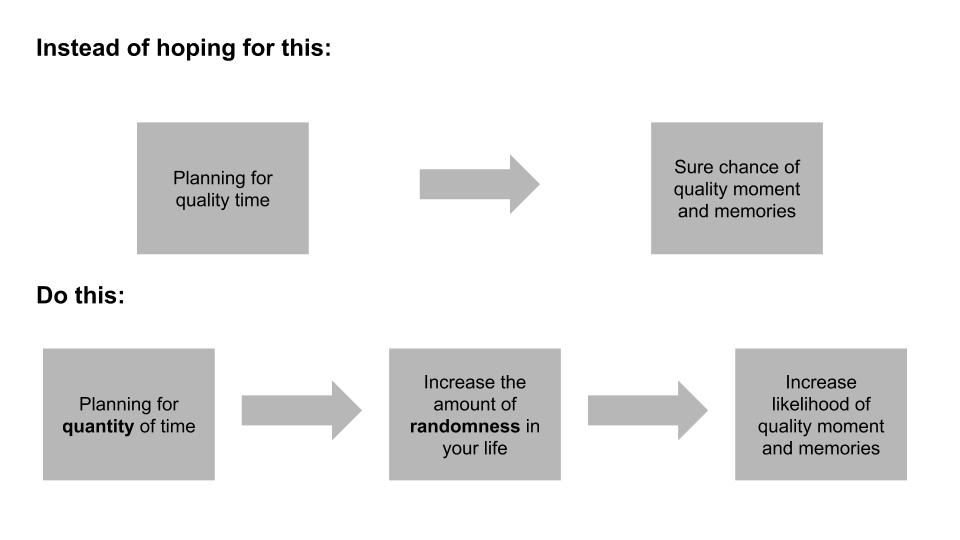 Instead of hoping for this:
Planning for
quality time
Sure chance of
quality moment
and memories
Do this:
Planning for
quantity of time
Increase the
amount of
randomness in
your life
Increase
likelihood of
quality moment
and memories